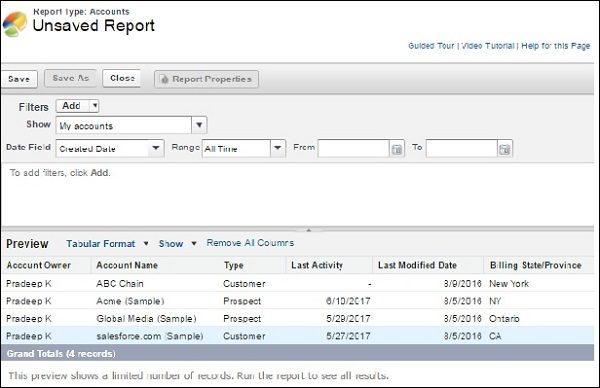 Report Type: Accounts
Unsaved Report
Guided Tour | Video Tutorial | Help for this Page
Save Save As Close Report Properties
Filters Add
Show My accounts
Date Field Created Date Range All Time From To
To add filters, click Add.
Preview Tabular Format Show Remove All Columns
Account Owner Account Name Type Last Activity Last Modified Date Billing State/Province
Pradeep K ABC Chain Customer - 8/9/2016 New York
Pradeep K Acme (Sample) Prospect 6/10/2017 8/5/2016 NY
Pradeep K Global Media (Sample) Prospect 5/29/2017 8/5/2016 Ontario
Pradeep K salesforce.com (Sample) Customer 5/27/2017 8/5/2016 CA
Grand Totals (4 records)
This preview shows a limited number of records. Run the report to see all results.